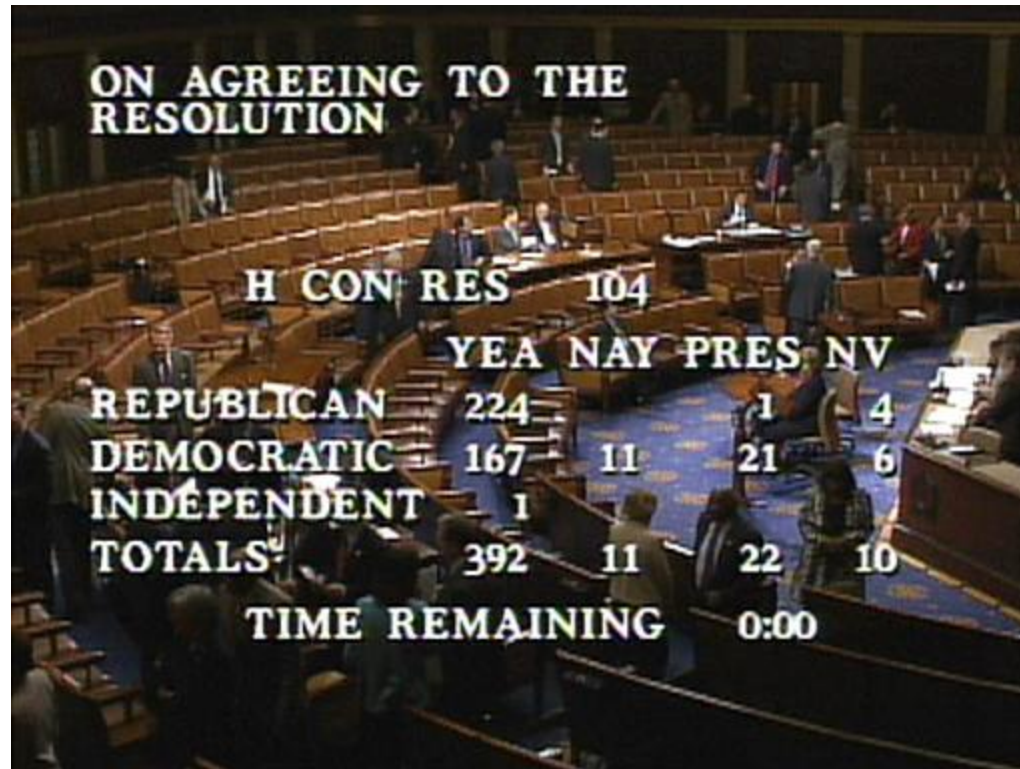 ON AGREEING TO THE
RESOLUTION
H CON RES 104
YEA NAY PRES NV
REPUBLICAN 224 1 4
DEMOCRATIC 167 11 21 6
INDEPENDENT 1
TOTALS 392 11 22 10
TIME REMAINING 0:00